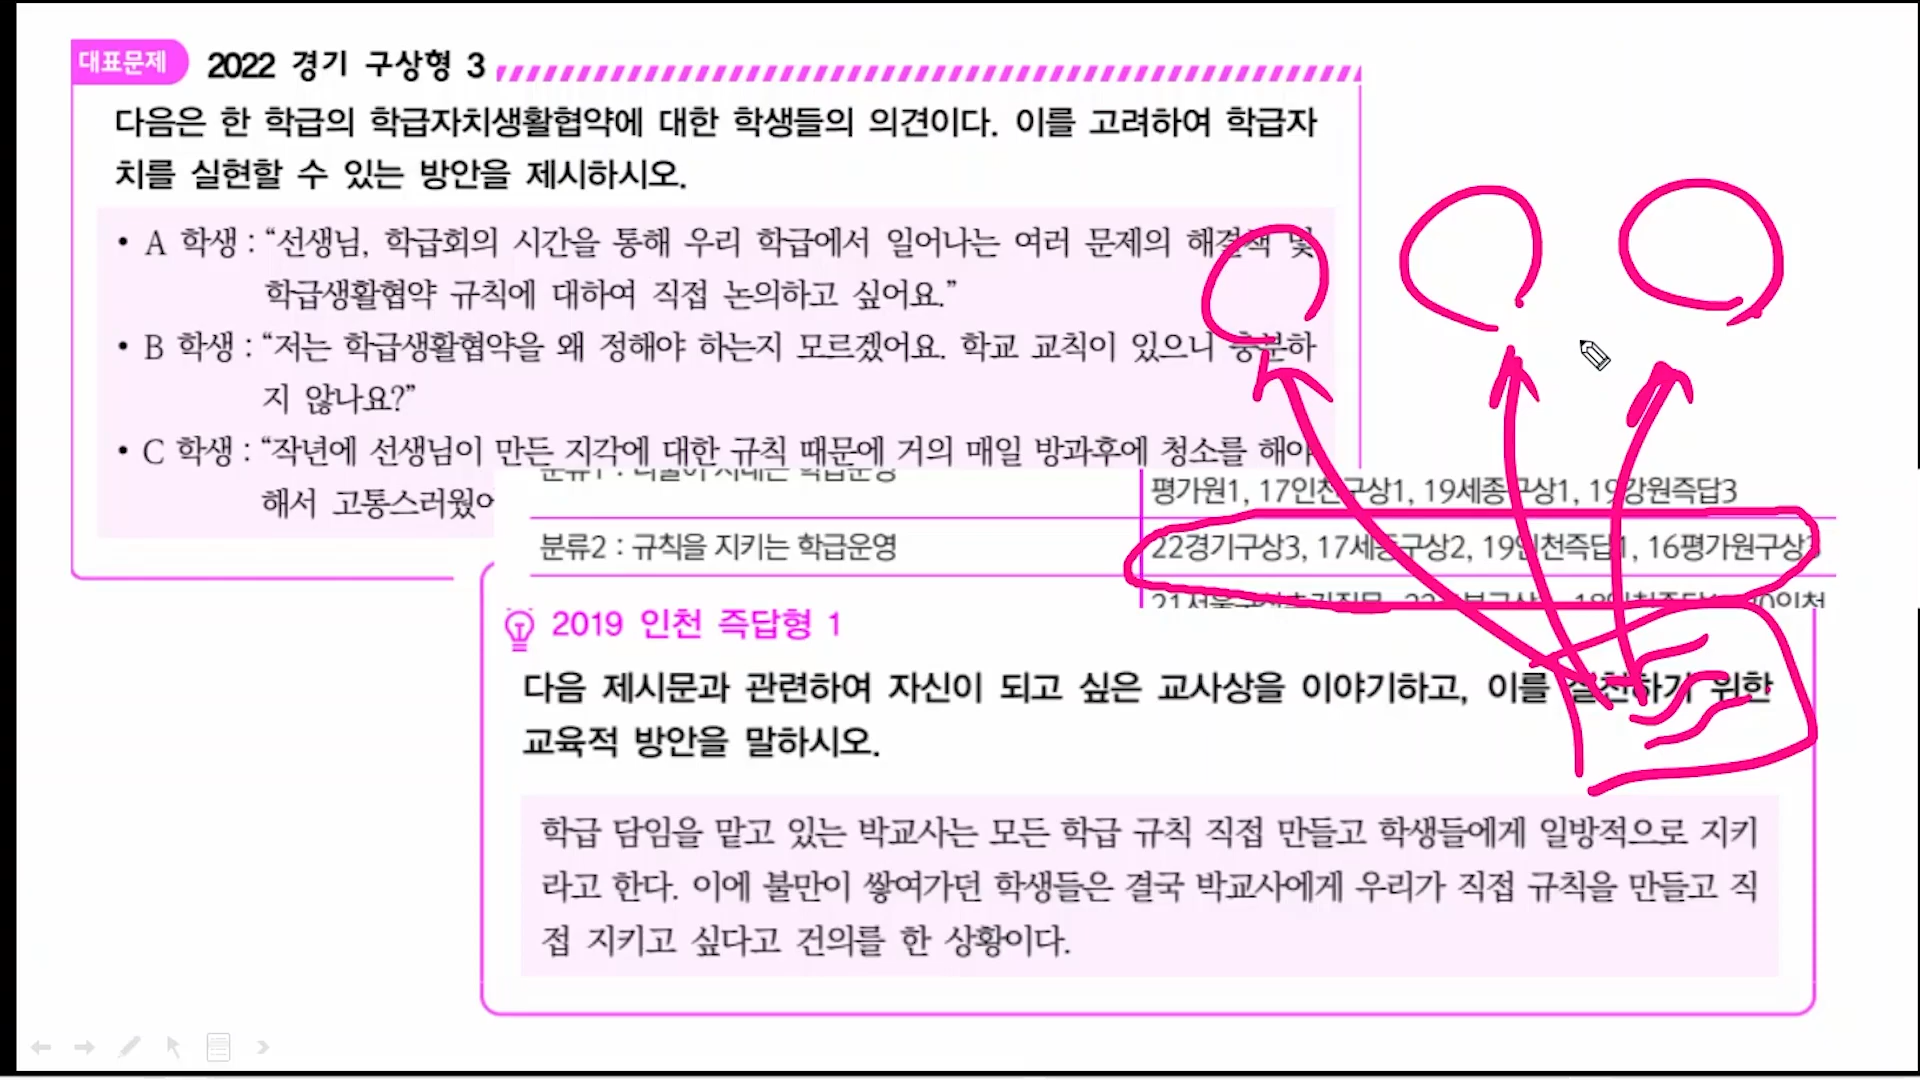 대표문제 2022 경기 구상형 3
다음은 한 학급의 학급자치생활협약에 대한 학생들의 의견이다. 이를 고려하여 학급자
치를 실현할 수 있는 방안을 제시하시오.
• A 학생 : “선생님, 학급회의 시간을 통해 우리 학급에서 일어나는 여러 문제의 해결책 및
학급생활협약 규칙에 대하여 직접 논의하고 싶어요.”
• B 학생 : “저는 학급생활협약을 왜 정해야 하는지 모르겠어요. 학교 교칙이 있으니 충분하
지 않나요?”
• C 학생 : “작년에 선생님이 만든 지각에 대한 규칙 때문에 거의 매일 방과후에 청소를 해야
해서 고통스러웠어
평가원1, 17인천구상1, 19세종구상1, 19강원즉답3
분류2 : 규칙을 지키는 학급운영
22경기구상3, 17세종구상2, 19인천즉답1, 16평가원구상
2019 인천 즉답형 1
다음 제시문과 관련하여 자신이 되고 싶은 교사상을 이야기하고, 이를 실천하기 위한
교육적 방안을 말하시오.
학급 담임을 맡고 있는 박교사는 모든 학급 규칙 직접 만들고 학생들에게 일방적으로 지키
라고 한다. 이에 불만이 쌓여가던 학생들은 결국 박교사에게 우리가 직접 규칙을 만들고 직
접 지키고 싶다고 건의를 한 상황이다.